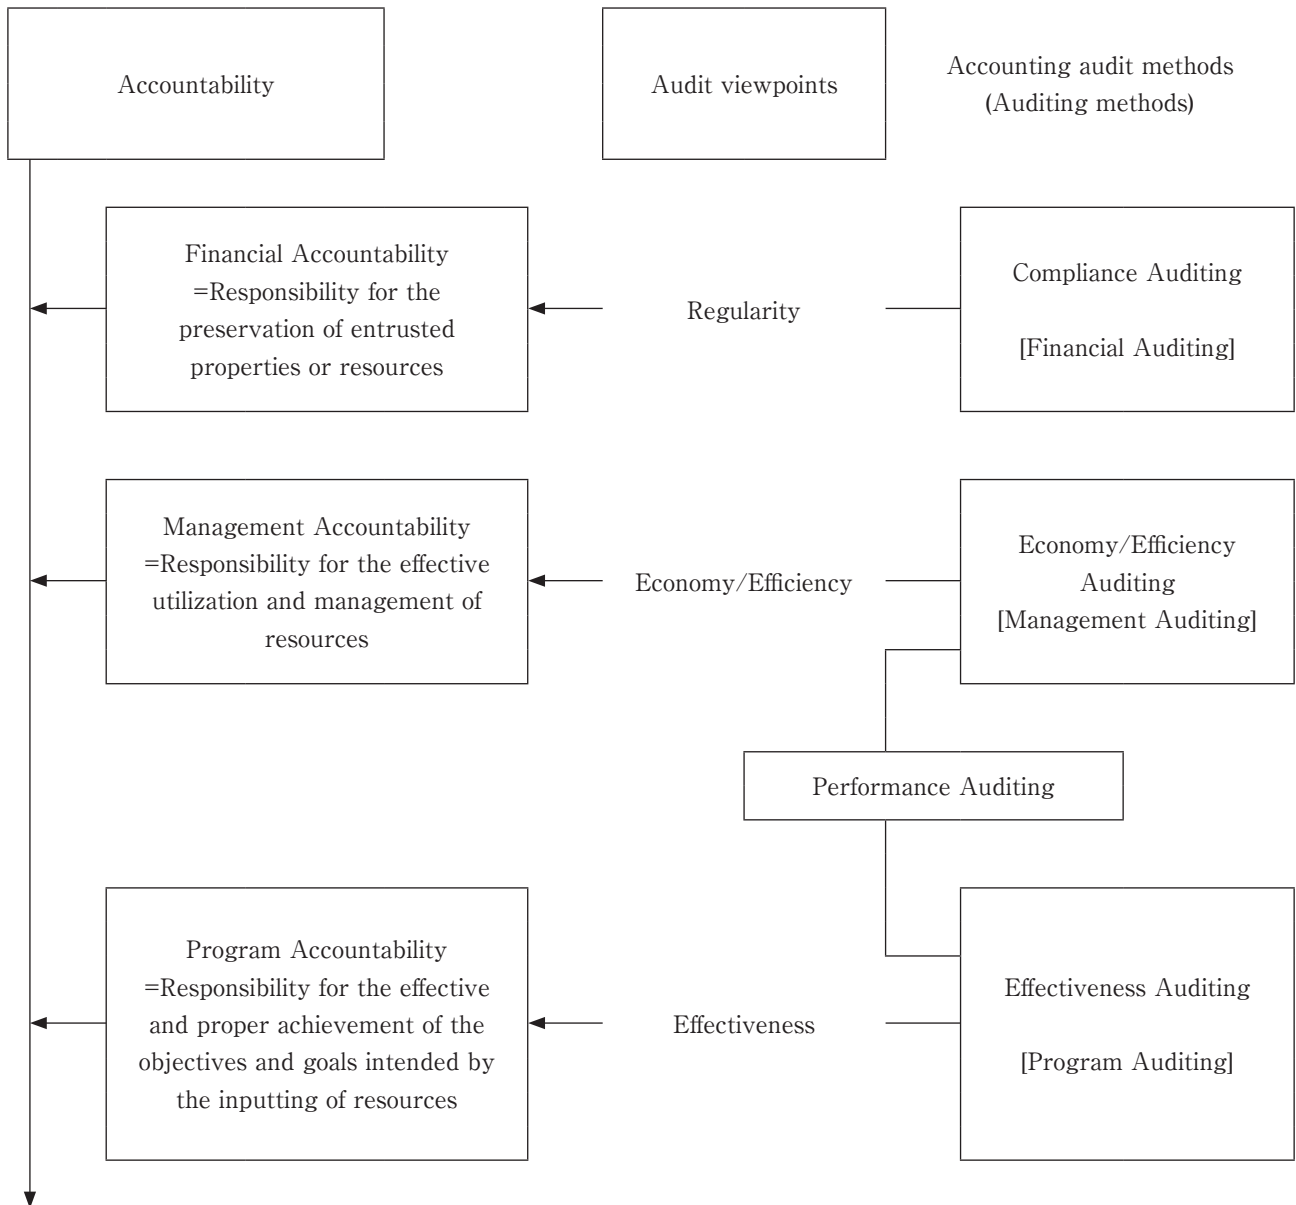 Accountability
Audit viewpoints
Accounting audit methods
(Auditing methods)
Financial Accountability
=Responsibility for the
preservation of entrusted
properties or resources
Regularity
Compliance Auditing
[Financial Auditing]
Management Accountability
=Responsibility for the effective
utilization and management of
resources
Economy/Efficiency
Economy/Efficiency
Auditing
[Management Auditing]
Performance Auditing
Program Accountability
=Responsibility for the effective
and proper achievement of the
objectives and goals intended by
the inputting of resources
Effectiveness
Effectiveness Auditing
[Program Auditing]